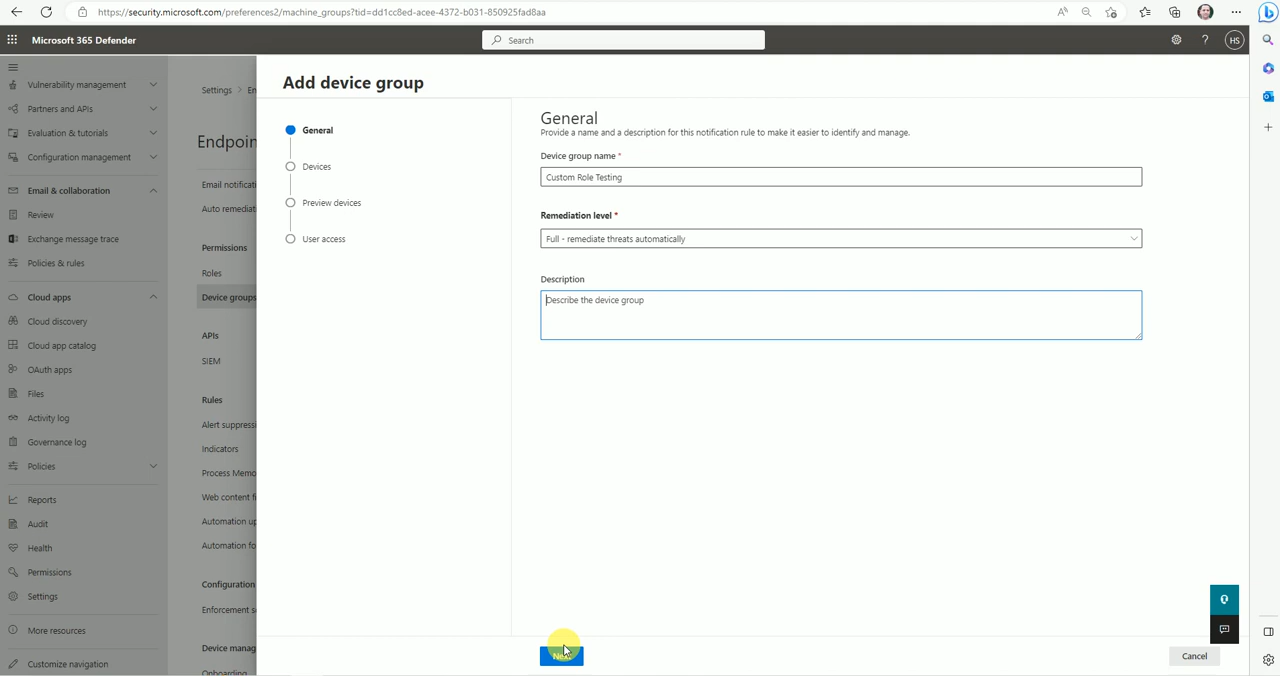 https://security.microsoft.com/preferences2/machine_groups?tid=dd1cc8ed-acee-4372-b031-850925fad8aa
Microsoft 365 Defender
Search
HS
Vulnerability management
Partners and APIs
Evaluation & tutorials
Configuration management
Email & collaboration
Review
Exchange message trace
Policies & rules
Cloud apps
Cloud discovery
Cloud app catalog
OAuth apps
Files
Activity log
Governance log
Policies
Reports
Audit
Health
Permissions
Settings
More resources
Customize navigation
Settings > En
Endpoin
Email notificati
Auto remediat
Permissions
Roles
Device groups
APIs
SIEM
Rules
Alert suppress
Indicators
Process Memo
Web content fi
Automation up
Automation fo
Configuration
Enforcement s
Device manag
Onboarding
Add device group
General
Devices
Preview devices
User access
General
Provide a name and a description for this notification rule to make it easier to identify and manage.
Device group name *
Custom Role Testing
Remediation level *
Full - remediate threats automatically
Description
Describe the device group
Next
Cancel